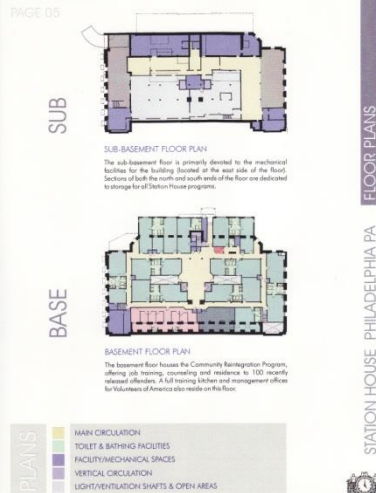 PAGE 05
SUB
SUB-BASEMENT FLOOR PLAN
The sub-basement floor is primarily devoted to the mechanical
facilities for the building (located at the east side of the floor).
Sections of both the north and south ends of the floor are dedicated
to storage for all Station House programs.
BASE
BASEMENT FLOOR PLAN
The basement floor houses the Community Reintegration Program,
offering job training, counseling and residence to 100 recently
released offenders. A full training kitchen and management offices
for Volunteers of America also reside on this floor.
PLANS
MAIN CIRCULATION
TOILET & BATHING FACILITIES
FACILITY/MECHANICAL SPACES
VERTICAL CIRCULATION
LIGHT/VENTILATION SHAFTS & OPEN AREAS
FLOOR PLANS
STATION HOUSE PHILADELPHIA PA